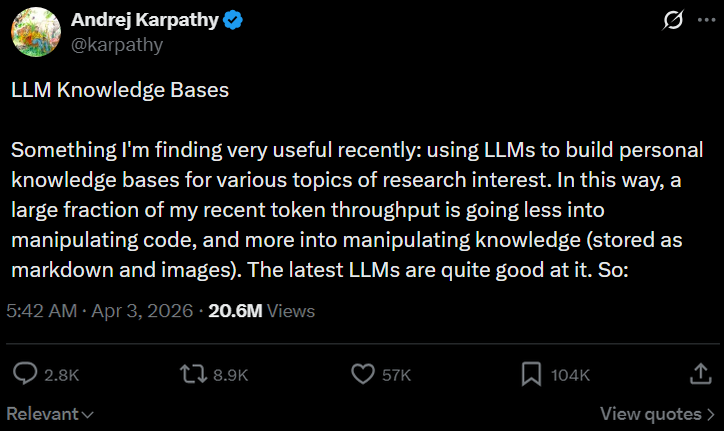 Andrej Karpathy
@karpathy
LLM Knowledge Bases
Something I'm finding very useful recently: using LLMs to build personal
knowledge bases for various topics of research interest. In this way, a
large fraction of my recent token throughput is going less into
manipulating code, and more into manipulating knowledge (stored as
markdown and images). The latest LLMs are quite good at it. So:
5:42 AM · Apr 3, 2026 · 20.6M Views
2.8K 8.9K 57K 104K
Relevant View quotes